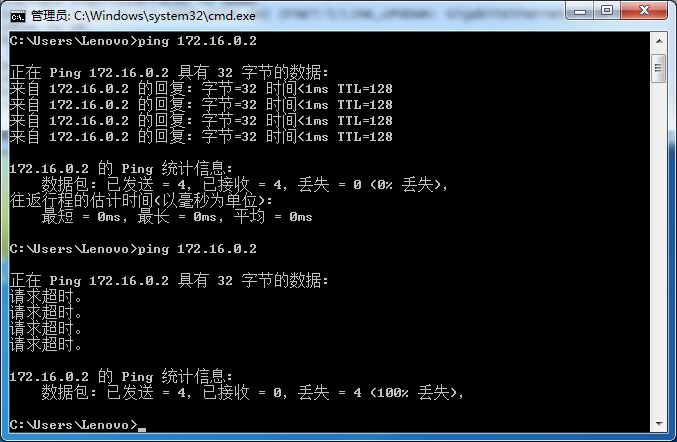 管理员: C:\Windows\system32\cmd.exe
C:\Users\Lenovo>ping 172.16.0.2
正在 Ping 172.16.0.2 具有 32 字节的数据:
来自 172.16.0.2 的回复: 字节=32 时间<1ms TTL=128
来自 172.16.0.2 的回复: 字节=32 时间<1ms TTL=128
来自 172.16.0.2 的回复: 字节=32 时间<1ms TTL=128
来自 172.16.0.2 的回复: 字节=32 时间<1ms TTL=128
172.16.0.2 的 Ping 统计信息:
数据包: 已发送 = 4, 已接收 = 4, 丢失 = 0 (0% 丢失),
往返行程的估计时间(以毫秒为单位):
最短 = 0ms, 最长 = 0ms, 平均 = 0ms
C:\Users\Lenovo>ping 172.16.0.2
正在 Ping 172.16.0.2 具有 32 字节的数据:
请求超时。
请求超时。
请求超时。
请求超时。
172.16.0.2 的 Ping 统计信息:
数据包: 已发送 = 4, 已接收 = 0, 丢失 = 4 (100% 丢失),
C:\Users\Lenovo>